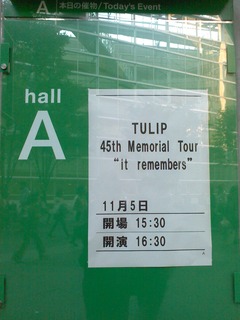 A 本日の催物/Today's Event
hall
A
TULIP
45th Memorial Tour
“it remembers”
11月5日
開場 15:30
開演 16:30
A